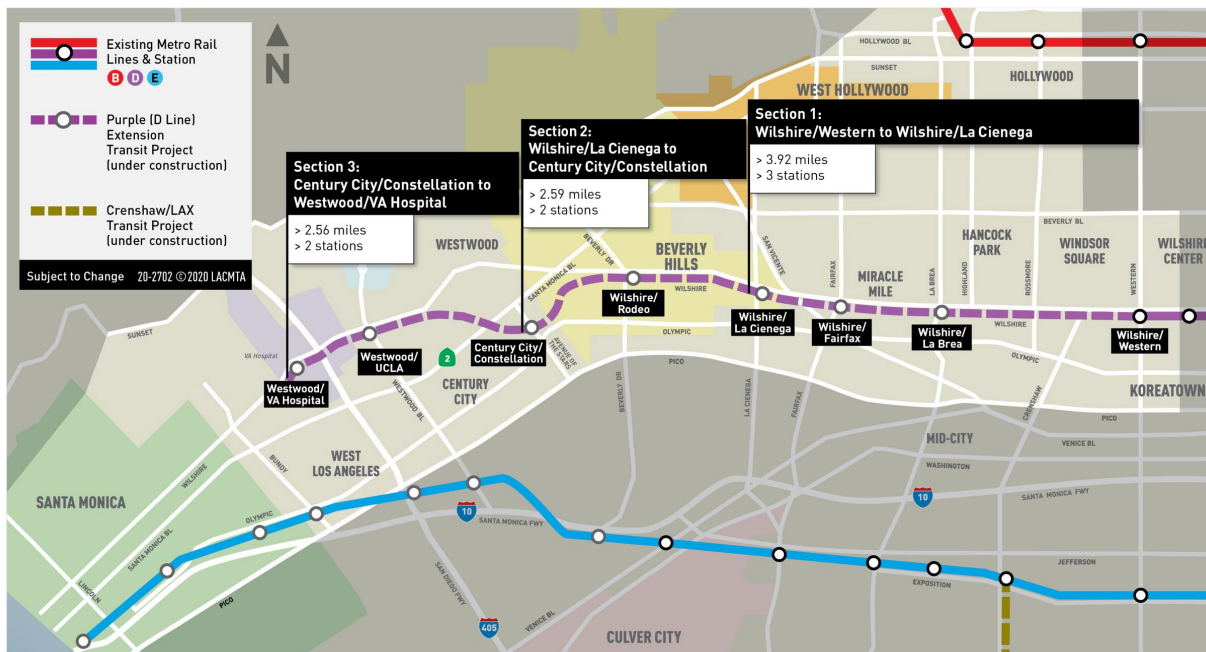 Existing Metro Rail
Lines & Station
B D E
Purple (D Line)
Extension
Transit Project
(under construction)
Crenshaw/LAX
Transit Project
(under construction)
Subject to Change 20-2702 © 2020 LACMTA
N
Section 3:
Century City/Constellation to
Westwood/VA Hospital
> 2.56 miles
> 2 stations
Section 2:
Wilshire/La Cienega to
Century City/Constellation
> 2.59 miles
> 2 stations
Section 1:
Wilshire/Western to Wilshire/La Cienega
> 3.92 miles
> 3 stations
HOLLYWOOD BL
SUNSET
HOLLYWOOD
WEST HOLLYWOOD
BEVERLY BL
WESTWOOD
SANTA MONICA BL
BEVERLY DR
BEVERLY
HILLS
WILSHIRE
SAN VICENTE
FAIRFAX
MIRACLE
MILE
LA BREA
HIGHLAND
HANCOCK
PARK
ROSSMORE
WINDSOR
SQUARE
WESTERN
WILSHIRE
CENTER
Wilshire/
Rodeo
Wilshire/
La Cienega
Wilshire/
Fairfax
Wilshire/
La Brea
WILSHIRE
Wilshire/
Western
SUNSET
VA Hospital
Westwood/
VA Hospital
Westwood/
UCLA
2
Century City/
Constellation
AVENUE OF
THE STARS
OLYMPIC
PICO
OLYMPIC
CENTURY
CITY
WESTWOOD BL
BEVERLY DR
LA CIENEGA
FAIRFAX
CRENSHAW
KOREATOWN
PICO
VENICE BL
MID-CITY
WASHINGTON
10
SANTA MONICA FWY
WILSHIRE
BUNDY
WEST
LOS ANGELES
SANTA MONICA
SANTA MONICA BL
OLYMPIC
10
SANTA MONICA FWY
LINCOLN
PICO
SAN DIEGO FWY
405
VENICE BL
CULVER CITY
EXPOSITION
JEFFERSON